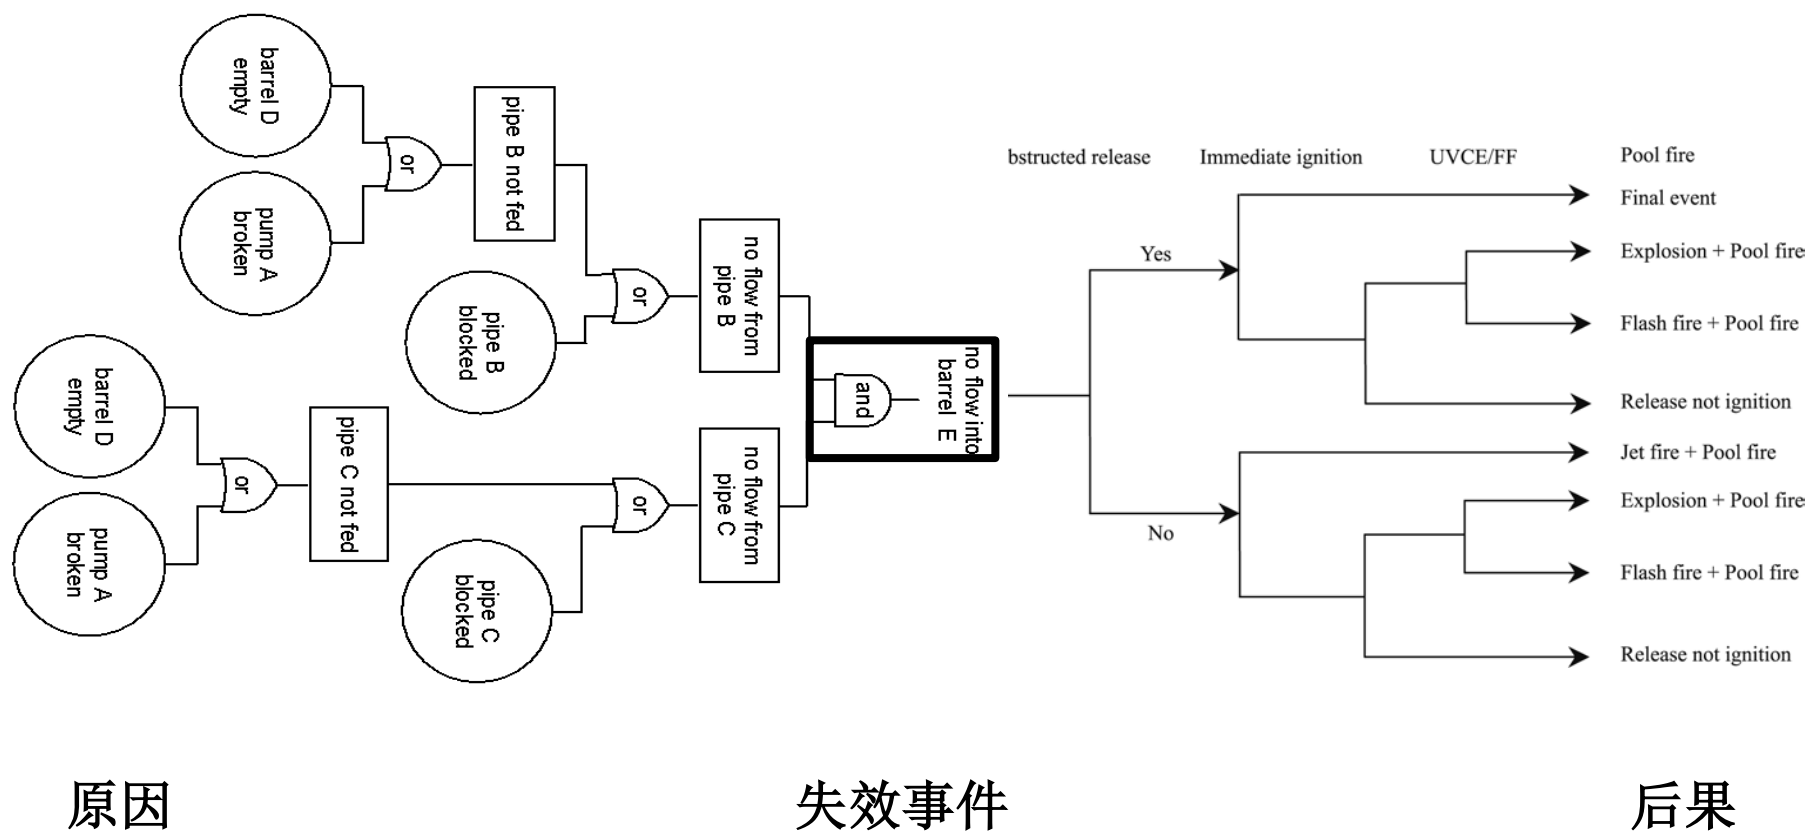 barrel D
empty
pump A
broken
or
pipe B not fed
pipe B
blocked
or
no flow from
pipe B
barrel D
empty
pump A
broken
or
pipe C not fed
pipe C
blocked
or
no flow from
pipe C
and
no flow into
barrel E
bstructed release
Immediate ignition
UVCE/FF
Pool fire
Final event
Yes
Explosion + Pool fire
Flash fire + Pool fire
Release not ignition
Jet fire + Pool fire
No
Explosion + Pool fire
Flash fire + Pool fire
Release not ignition
原因
失效事件
后果